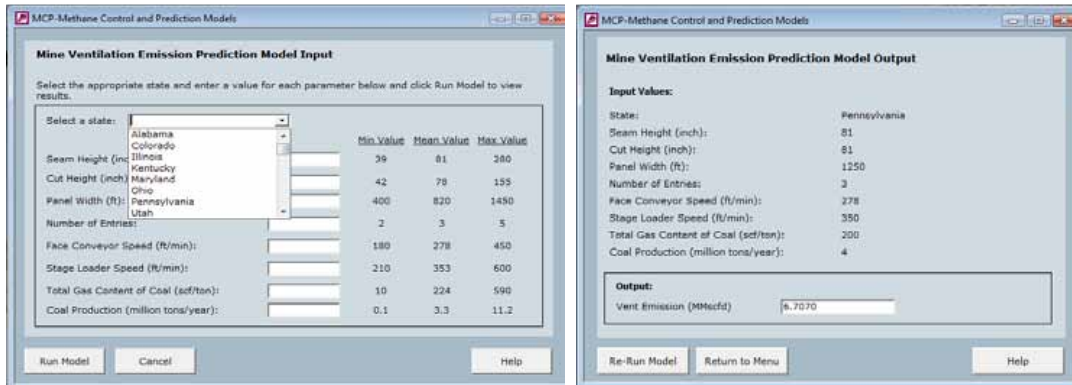 MCP-Methane Control and Prediction Models
Mine Ventilation Emission Prediction Model Input
Select the appropriate state and enter a value for each parameter below and click Run Model to view
results.
Select a state:
Alabama
Colorado
Illinois
Kentucky
Maryland
Ohio
Pennsylvania
Utah
Min Value Mean Value Max Value
Seam Height (inc 39 81 280
Cut Height (inch) 42 78 155
Panel Width (ft): 400 820 1450
Number of Entries: 2 3 5
Face Conveyor Speed (ft/min): 180 278 450
Stage Loader Speed (ft/min): 210 353 600
Total Gas Content of Coal (scf/ton): 10 224 590
Coal Production (million tons/year): 0.1 3.3 11.2
Run Model Cancel Help
MCP-Methane Control and Prediction Models
Mine Ventilation Emission Prediction Model Output
Input Values:
State: Pennsylvania
Seam Height (inch): 81
Cut Height (inch): 81
Panel Width (ft): 1250
Number of Entries: 3
Face Conveyor Speed (ft/min): 278
Stage Loader Speed (ft/min): 350
Total Gas Content of Coal (scf/ton): 200
Coal Production (million tons/year): 4
Output:
Vent Emission (MMscfd) 6.7070
Re-Run Model Return to Menu Help